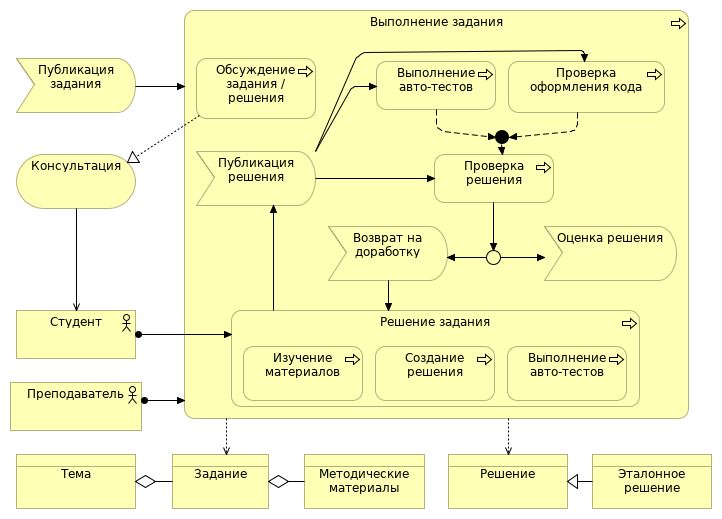 Выполнение задания
Публикация
задания
Обсуждение
задания /
решения
Выполнение
авто-тестов
Проверка
оформления кода
Консультация
Публикация
решения
Проверка
решения
Возврат на
доработку
Оценка решения
Студент
Решение задания
Изучение
материалов
Создание
решения
Выполнение
авто-тестов
Преподаватель
Тема
Задание
Методические
материалы
Решение
Эталонное
решение